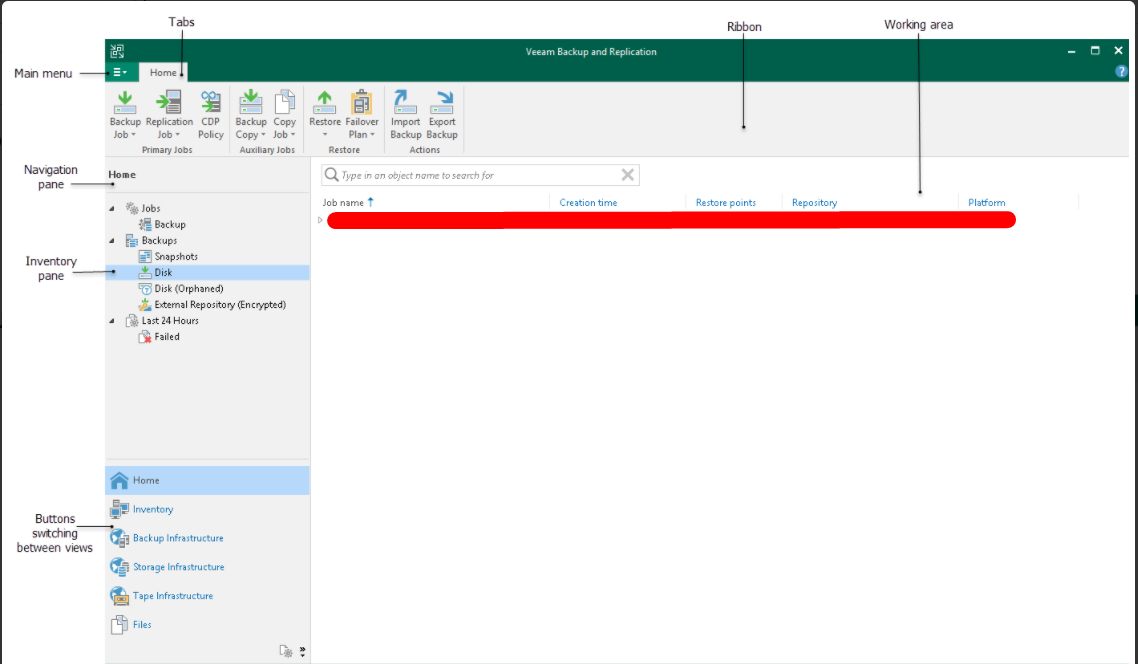 Tabs
Ribbon
Working area
Veeam Backup and Replication
Main menu
Home
?
Backup Job
Replication Job
CDP Policy
Primary Jobs
Backup Copy
Copy Job
Auxiliary Jobs
Restore
Failover Plan
Restore
Import Backup
Export Backup
Actions
Navigation pane
Home
Type in an object name to search for
Job name
Creation time
Restore points
Repository
Platform
Jobs
Backup
Backups
Snapshots
Inventory pane
Disk
Disk (Orphaned)
External Repository (Encrypted)
Last 24 Hours
Failed
Home
Inventory
Buttons switching between views
Backup Infrastructure
Storage Infrastructure
Tape Infrastructure
Files